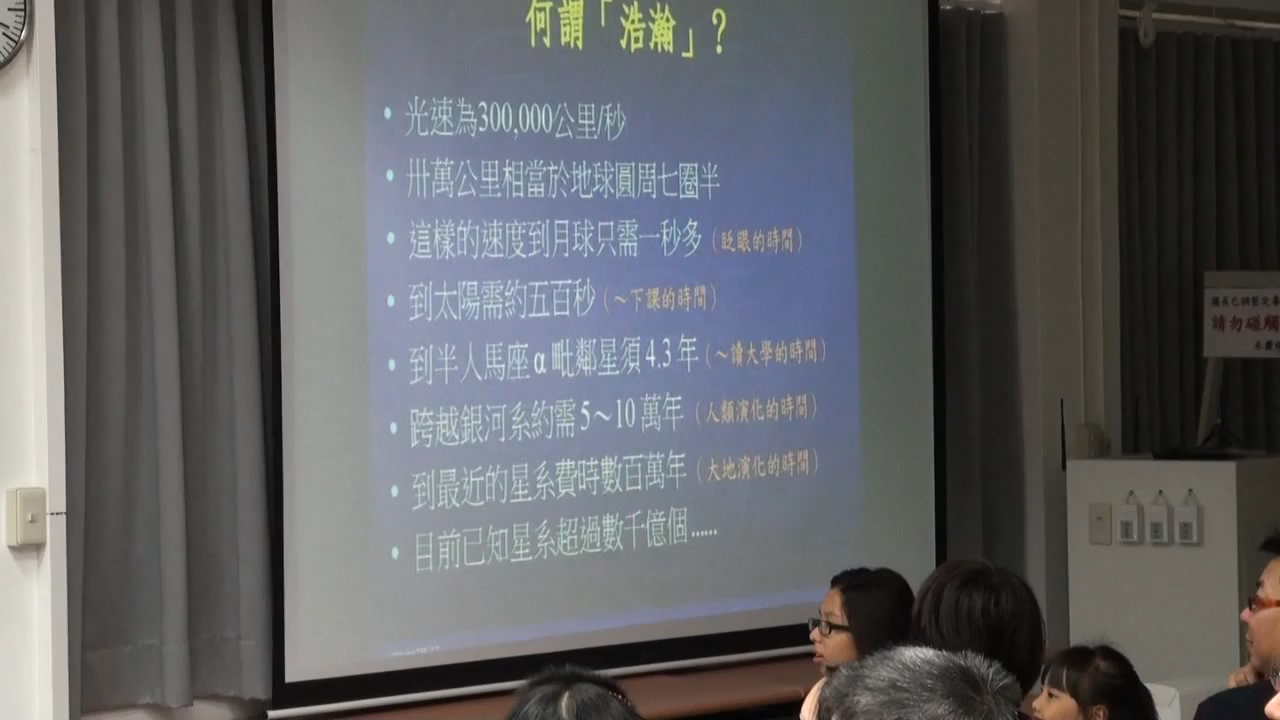 何謂「浩瀚」?
• 光速為300,000公里/秒
• 卅萬公里相當於地球圓周七圈半
• 這樣的速度到月球只需一秒多(眨眼的時間)
• 到太陽需約五百秒(～下課的時間)
• 到半人馬座α毗鄰星須4.3年(～讀大學的時間)
• 跨越銀河系約需5～10萬年(人類演化的時間)
• 到最近的星系費時數百萬年(大地演化的時間)
• 目前已知星系超過數千億個……
請勿碰觸